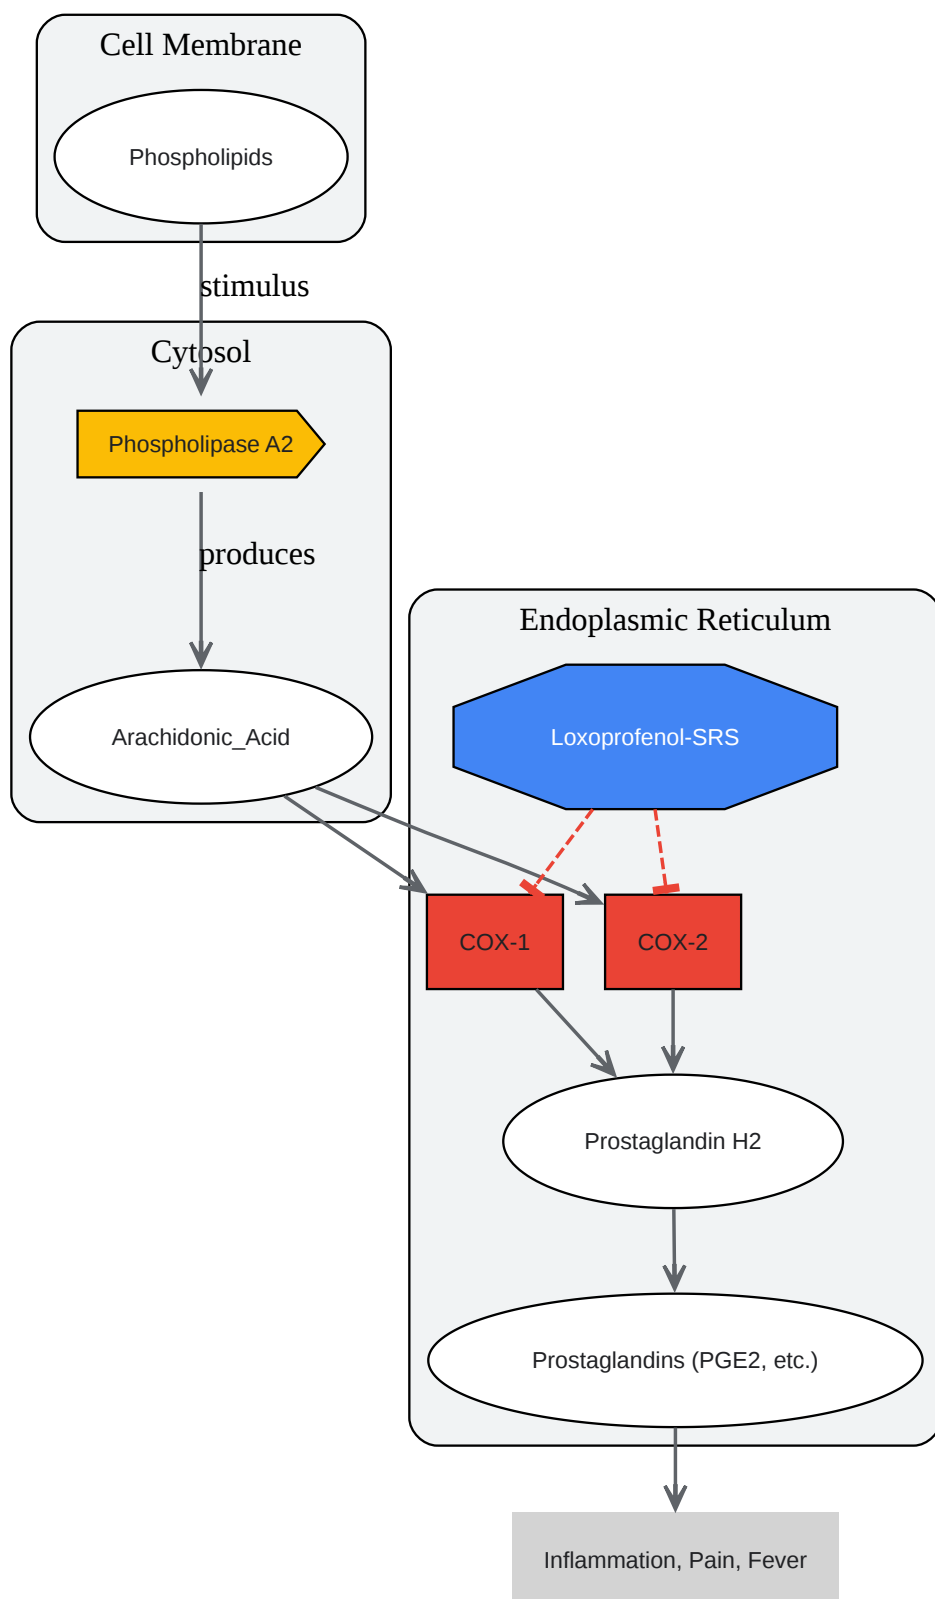 Cell Membrane
Phospholipids
stimulus
Cytosol
Phospholipase A2
produces
Arachidonic_Acid
Endoplasmic Reticulum
Loxoprofenol-SRS
COX-1
COX-2
Prostaglandin H2
Prostaglandins (PGE2, etc.)
Inflammation, Pain, Fever